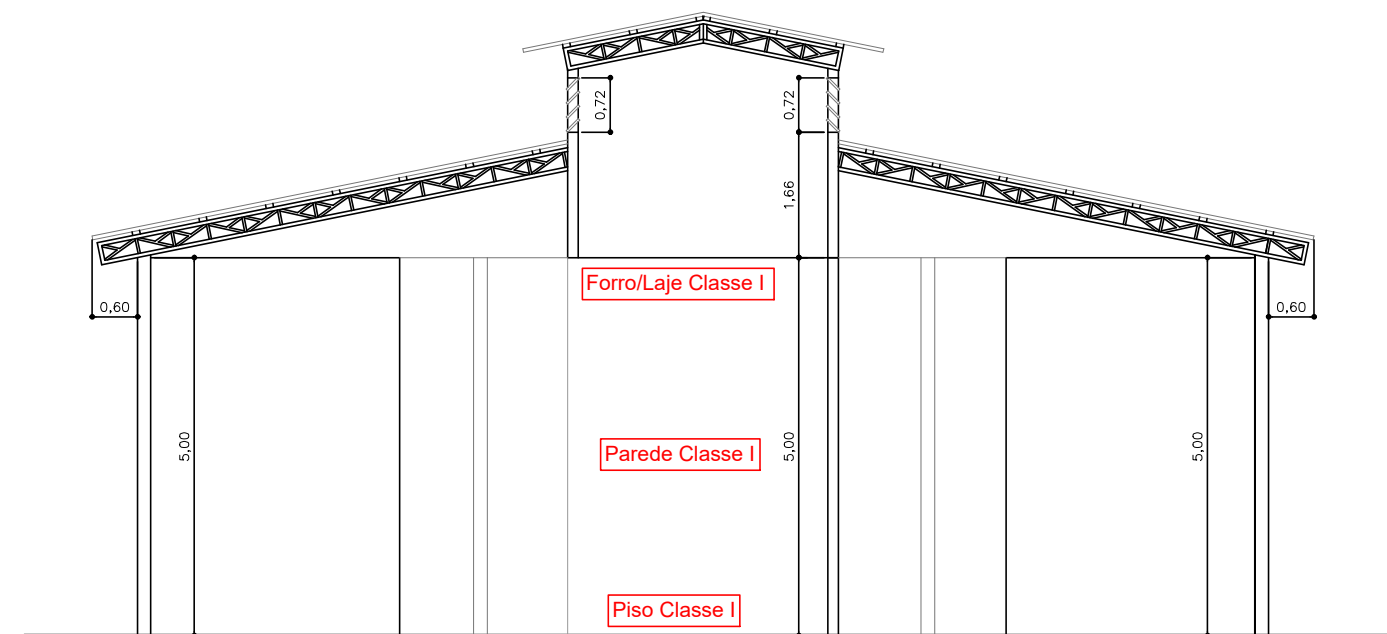 0,72
0,72
1,66
Forro/Laje Classe I
0,60
0,60
5,00
Parede Classe I
5,00
5,00
Piso Classe I